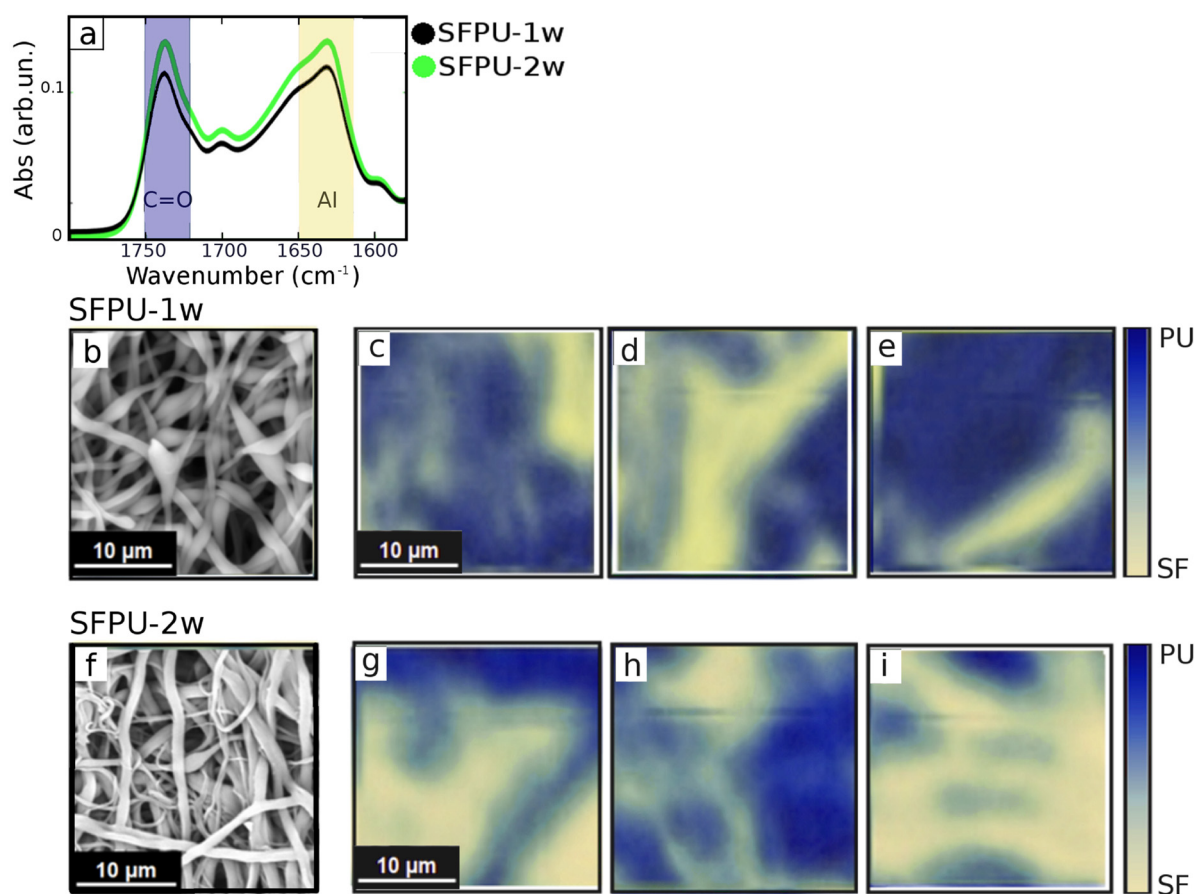 a
SFPU-1w
SFPU-2w
Abs (arb.un.)
0.1
0
C=O
AI
1750 1700 1650 1600
Wavenumber (cm⁻¹)
SFPU-1w
b
10 µm
c
10 µm
d
e
PU
SF
SFPU-2w
f
10 µm
g
10 µm
h
i
PU
SF